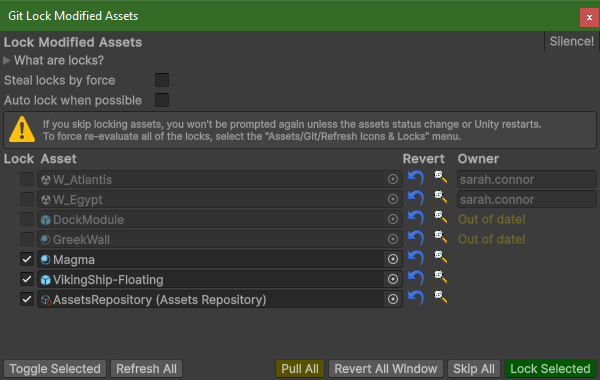 Git Lock Modified Assets
x
Lock Modified Assets
Silence!
What are locks?
Steal locks by force
Auto lock when possible
If you skip locking assets, you won't be prompted again unless the assets status change or Unity restarts.
To force re-evaluate all of the locks, select the "Assets/Git/Refresh Icons & Locks" menu.
Lock Asset Revert Owner
W_Atlantis sarah.connor
W_Egypt sarah.connor
DockModule Out of date!
GreekWall Out of date!
Magma
VikingShip-Floating
AssetsRepository (Assets Repository)
Toggle Selected Refresh All Pull All Revert All Window Skip All Lock Selected